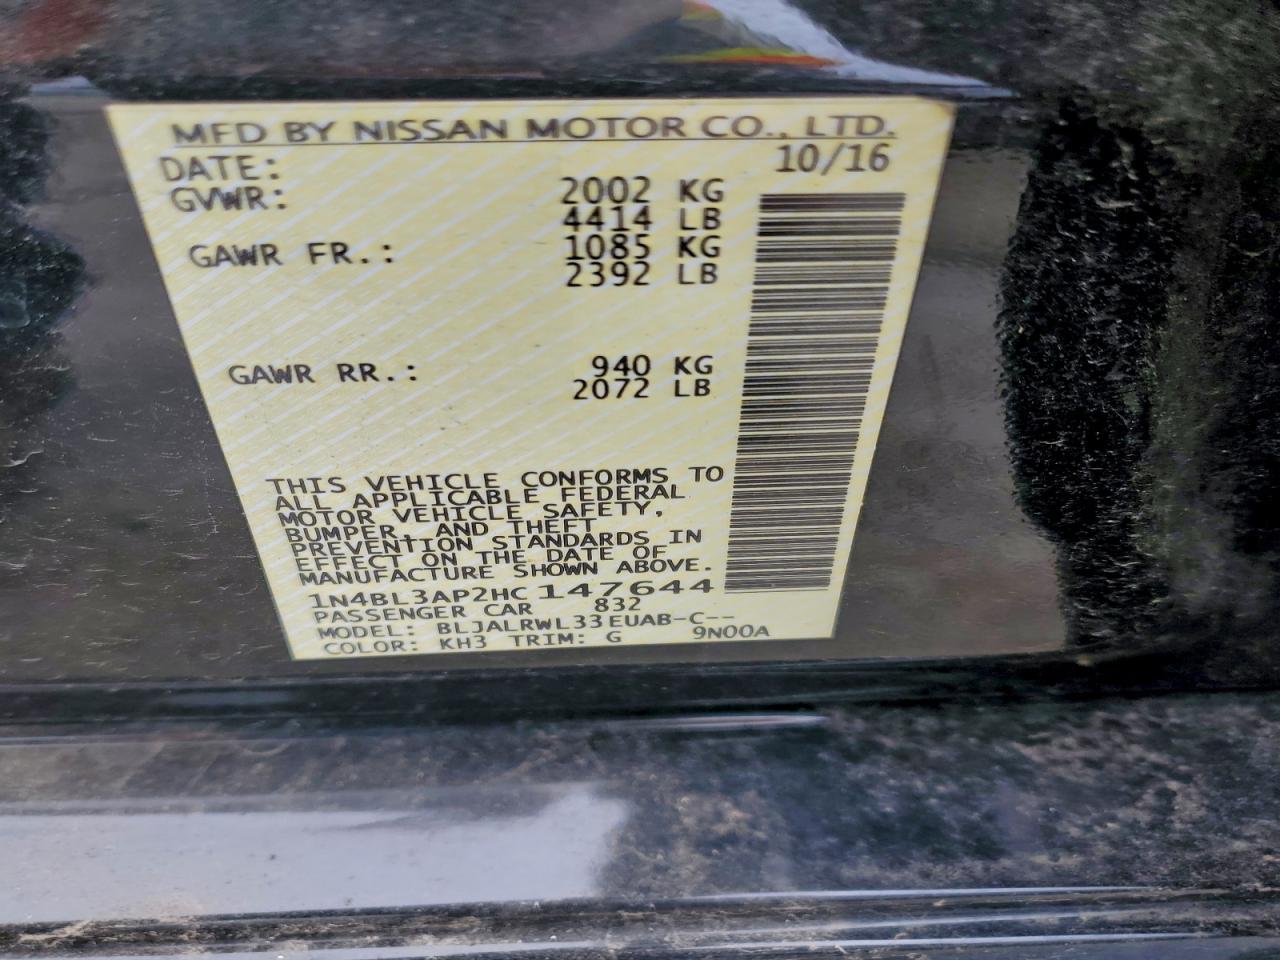 MFD BY NISSAN MOTOR CO., LTD.
DATE: 10/16
GVWR: 2002 KG
4414 LB
GAWR FR.: 1085 KG
2392 LB
GAWR RR.: 940 KG
2072 LB
THIS VEHICLE CONFORMS TO
ALL APPLICABLE FEDERAL
MOTOR VEHICLE SAFETY,
BUMPER, AND THEFT
PREVENTION STANDARDS IN
EFFECT ON THE DATE OF
MANUFACTURE SHOWN ABOVE.
1N4BL3AP2HC147644
PASSENGER CAR 832
MODEL: BLJALRWL33EUAB-C--
COLOR: KH3 TRIM: G 9N00A